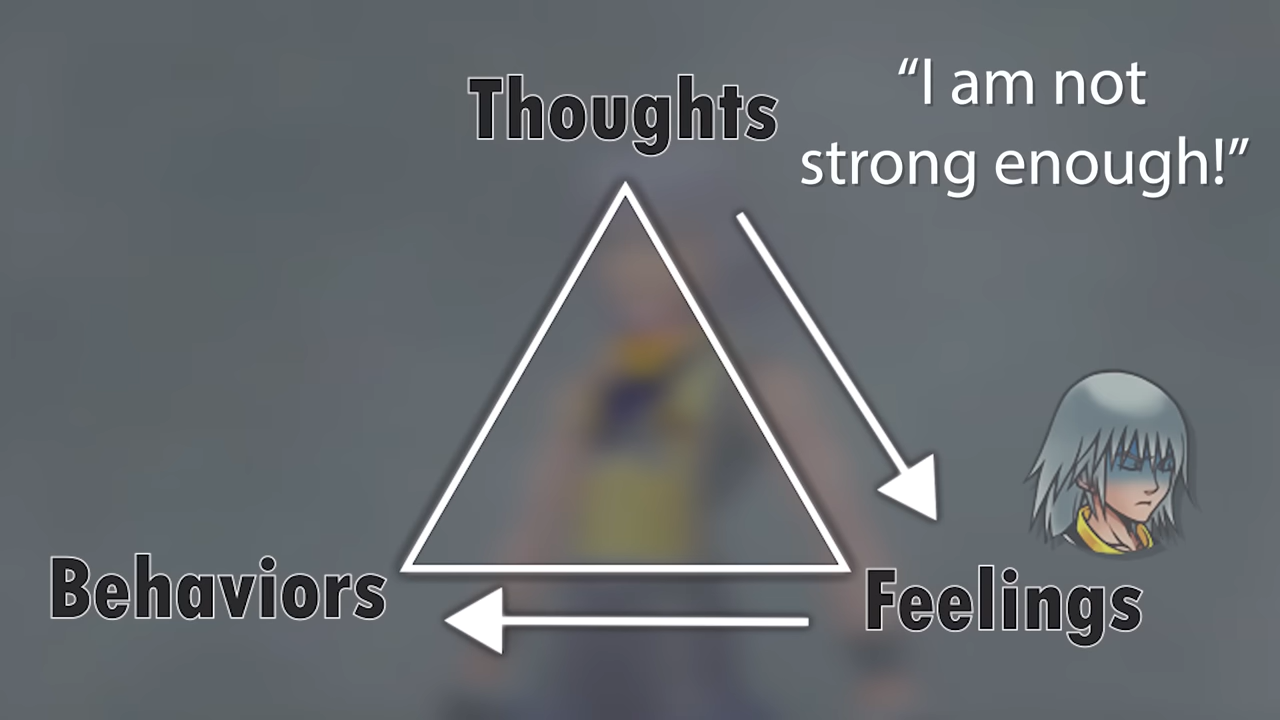 Thoughts
“I am not
strong enough!”
Behaviors
Feelings